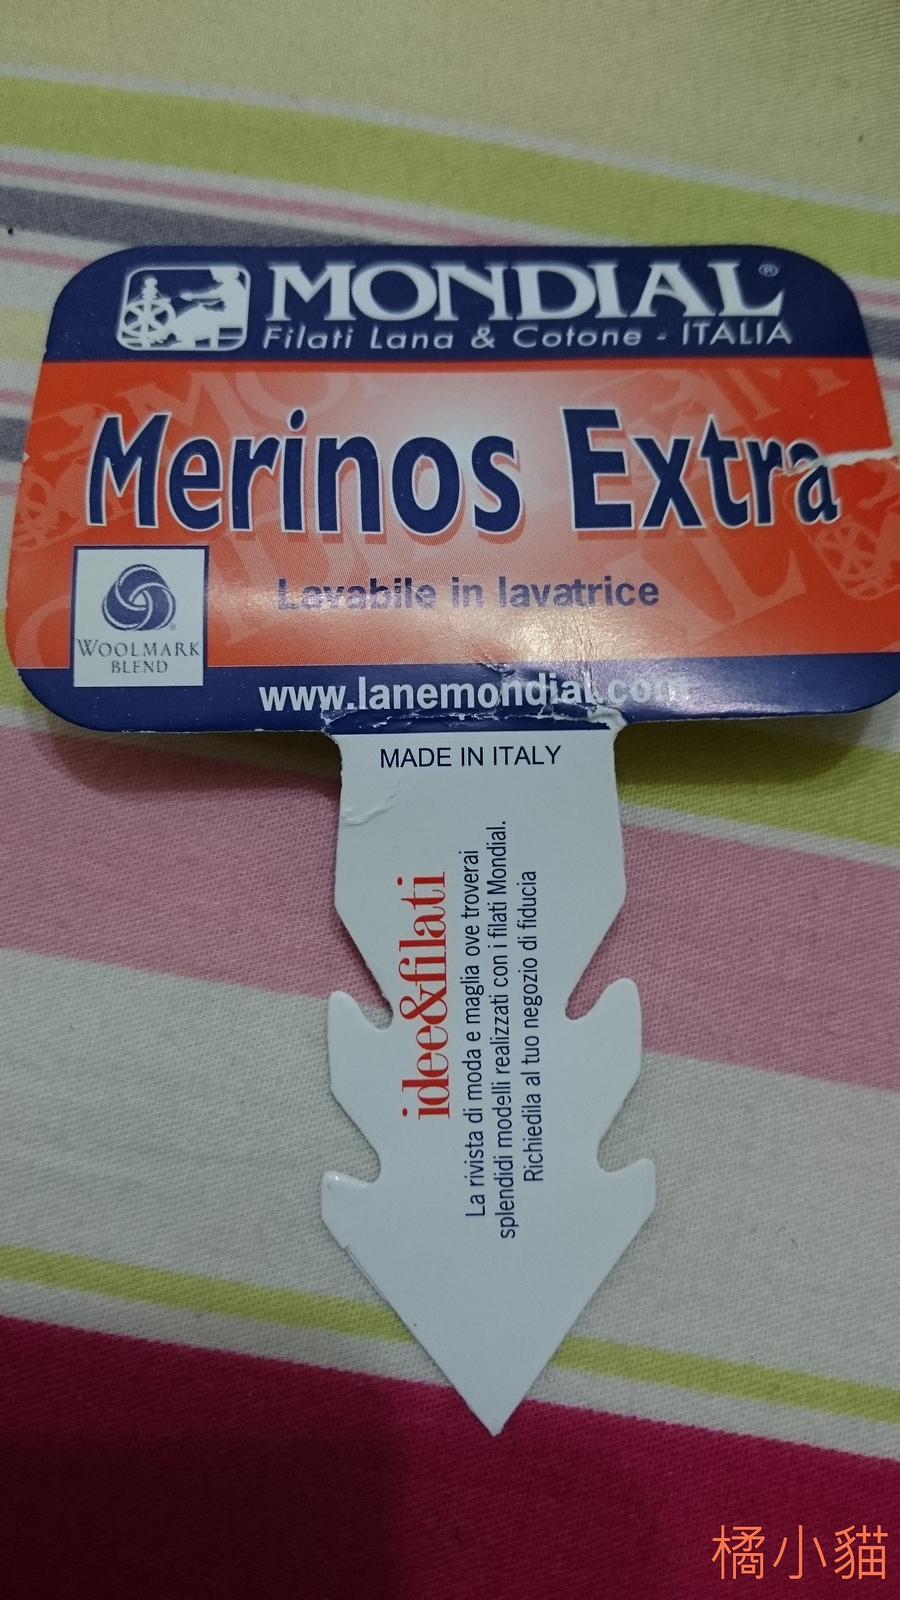 MONDIAL®
Filati Lana & Cotone - ITALIA
Merinos Extra
Lavabile in lavatrice
WOOLMARK
BLEND
www.lanemondial.com
MADE IN ITALY
idee&filati
La rivista di moda e maglia ove troverai
splendidi modelli realizzati con i filati Mondial.
Richiedila al tuo negozio di fiducia
橘小貓